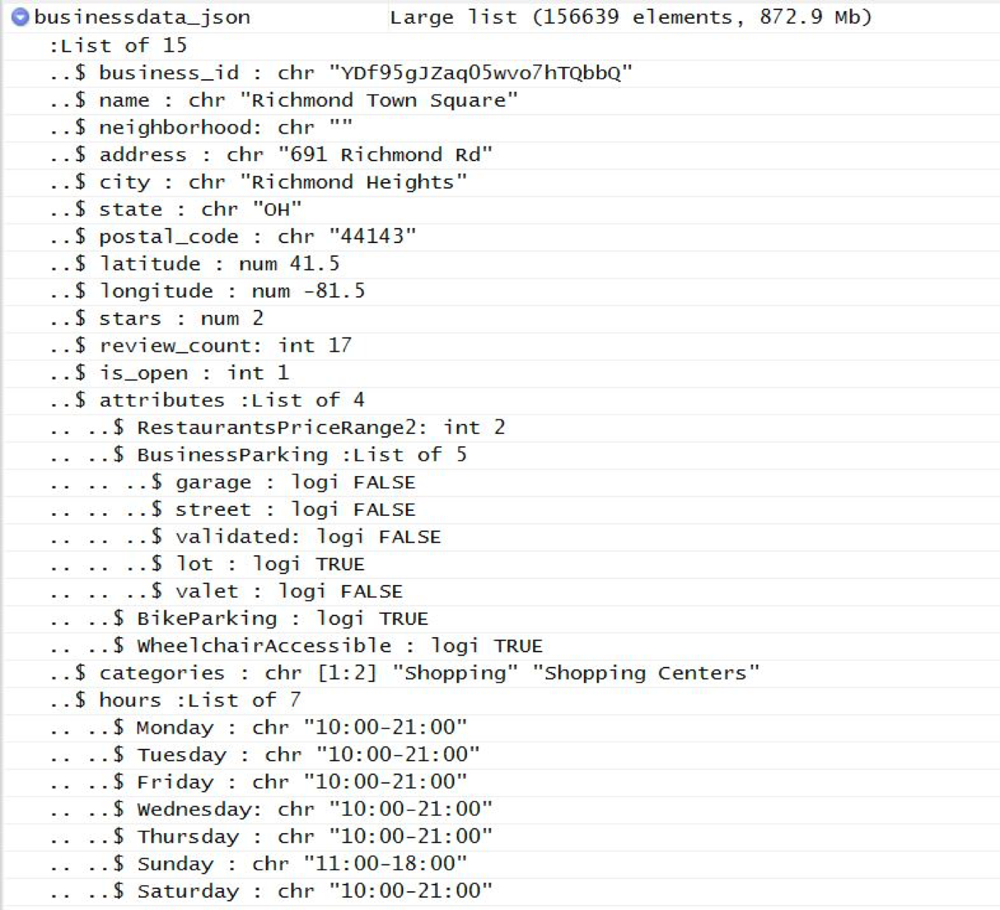 businessdata_json Large list (156639 elements, 872.9 Mb)
:List of 15
..$ business_id : chr "YDf95gJZaq05wvo7hTQbbQ"
..$ name : chr "Richmond Town Square"
..$ neighborhood: chr ""
..$ address : chr "691 Richmond Rd"
..$ city : chr "Richmond Heights"
..$ state : chr "OH"
..$ postal_code : chr "44143"
..$ latitude : num 41.5
..$ longitude : num -81.5
..$ stars : num 2
..$ review_count: int 17
..$ is_open : int 1
..$ attributes :List of 4
.. ..$ RestaurantsPriceRange2: int 2
.. ..$ BusinessParking :List of 5
.. .. ..$ garage : logi FALSE
.. .. ..$ street : logi FALSE
.. .. ..$ validated: logi FALSE
.. .. ..$ lot : logi TRUE
.. .. ..$ valet : logi FALSE
.. ..$ BikeParking : logi TRUE
.. ..$ WheelchairAccessible : logi TRUE
..$ categories : chr [1:2] "Shopping" "Shopping Centers"
..$ hours :List of 7
.. ..$ Monday : chr "10:00-21:00"
.. ..$ Tuesday : chr "10:00-21:00"
.. ..$ Friday : chr "10:00-21:00"
.. ..$ Wednesday: chr "10:00-21:00"
.. ..$ Thursday : chr "10:00-21:00"
.. ..$ Sunday : chr "11:00-18:00"
.. ..$ Saturday : chr "10:00-21:00"